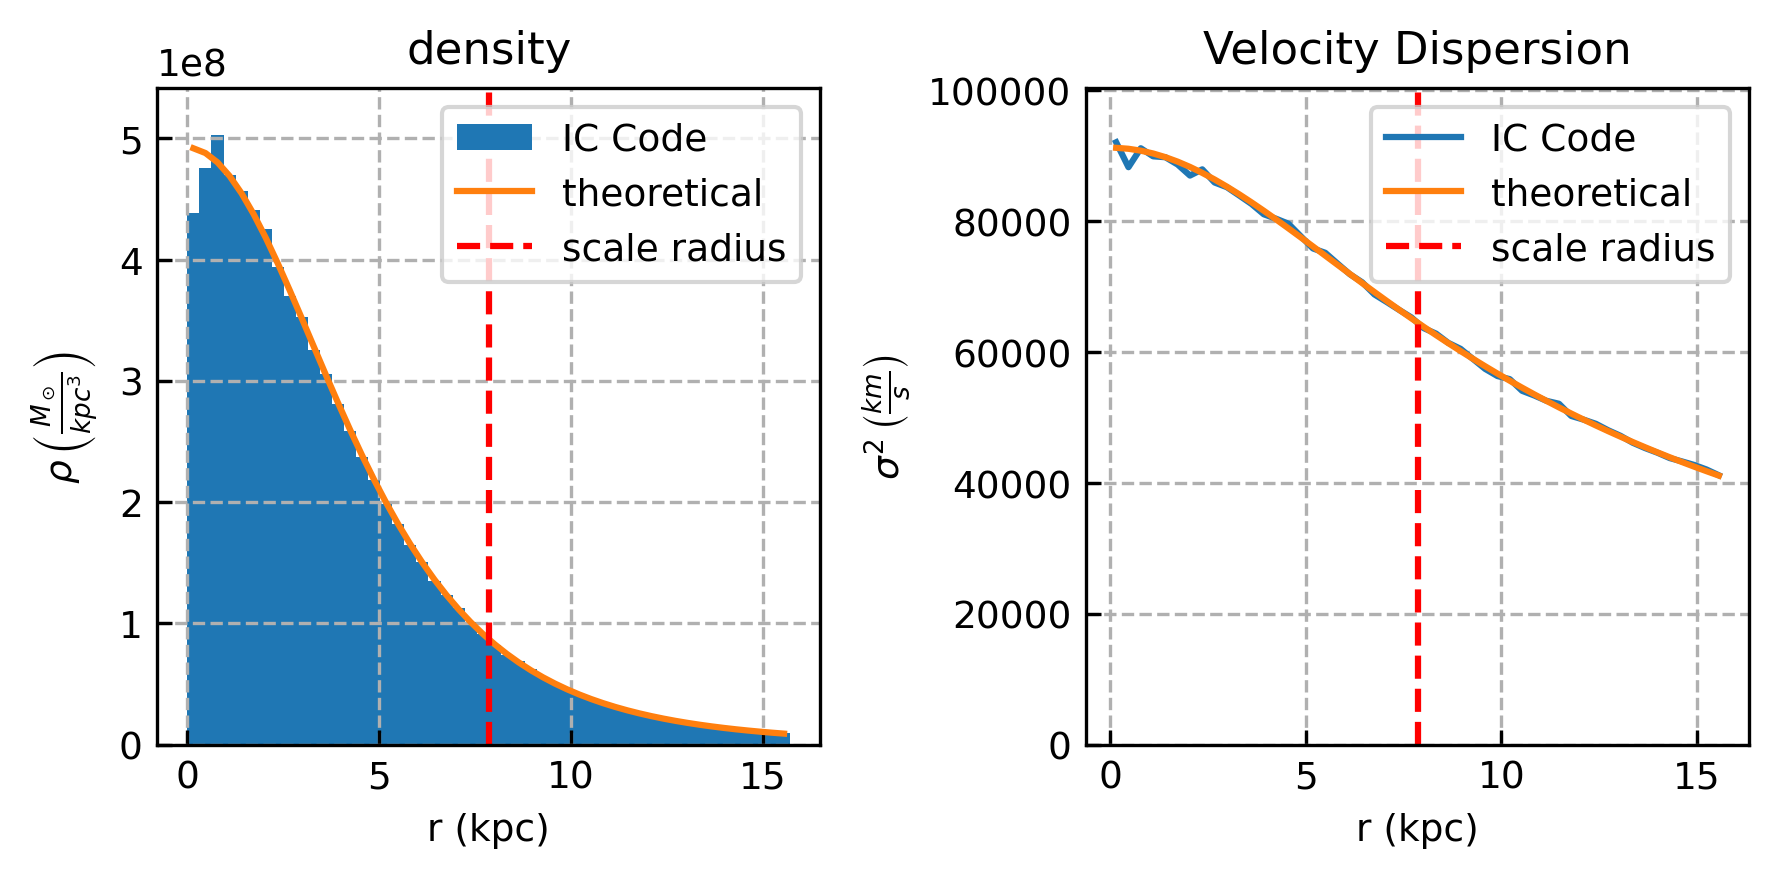 density
1e8
5
4
3
2
1
0
0 5 10 15
r (kpc)
ρ (M⊙/kpc³)
IC Code
theoretical
scale radius
Velocity Dispersion
100000
80000
60000
40000
20000
0
0 5 10 15
r (kpc)
σ² (km/s)
IC Code
theoretical
scale radius